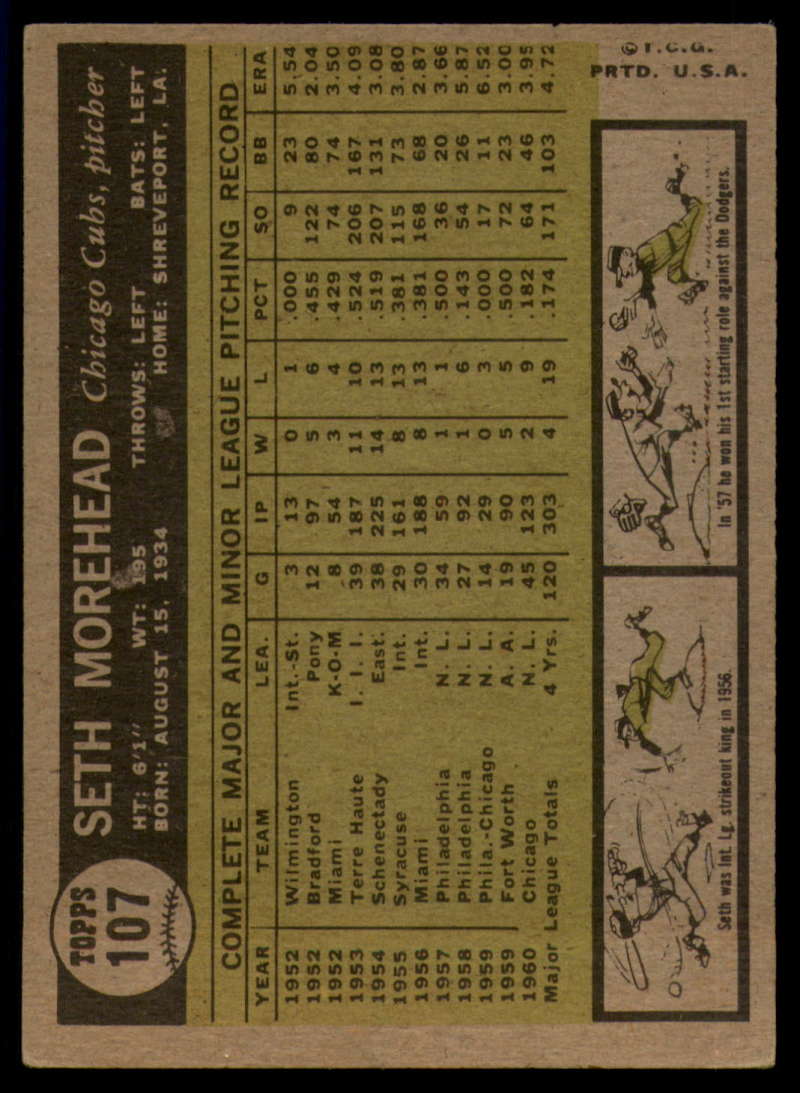 TOPPS
107
SETH MOREHEAD Chicago Cubs, pitcher
HT: 6'1" WT: 195 THROWS: LEFT BATS: LEFT
BORN: AUGUST 15, 1934 HOME: SHREVEPORT, LA.
COMPLETE MAJOR AND MINOR LEAGUE PITCHING RECORD
YEAR TEAM LEA. G IP W L PCT SO BB ERA
1952 Wilmington Int.-St. 3 13 0 1 .000 9 23 5.54
1952 Bradford Pony 12 97 5 6 .455 122 80 2.04
1952 Miami K-O-M 8 54 3 4 .429 74 74 3.50
1953 Terre Haute I. I. I. 39 187 11 10 .524 206 167 4.09
1954 Schenectady East. 38 225 14 13 .519 207 131 3.08
1955 Syracuse Int. 29 161 8 13 .381 115 73 3.80
1956 Miami Int. 30 188 8 13 .381 168 68 2.87
1957 Philadelphia N. L. 34 59 1 1 .500 36 20 3.66
1958 Philadelphia N. L. 27 92 1 6 .143 54 26 5.87
1959 Phila.-Chicago N. L. 14 29 0 3 .000 17 11 6.52
1959 Fort Worth A. A. 19 90 5 5 .500 72 23 3.00
1960 Chicago N. L. 45 123 2 9 .182 64 46 3.95
Major League Totals 4 Yrs. 120 303 4 19 .174 171 103 4.72
Seth was Int. Lg. strikeout king in 1956.
In '57 he won his 1st starting role against the Dodgers.
© T.C.G.
PRTD. U.S.A.